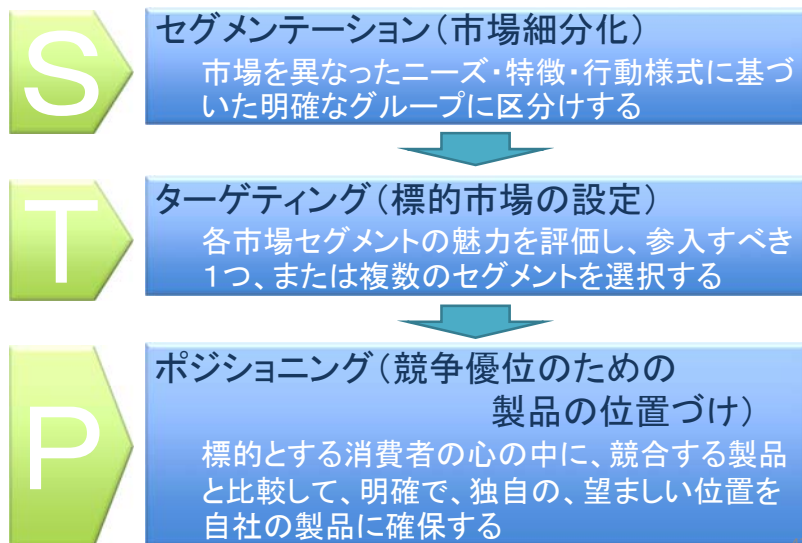 S
セグメンテーション（市場細分化）
市場を異なったニーズ・特徴・行動様式に基づ
いた明確なグループに区分けする
T
ターゲティング（標的市場の設定）
各市場セグメントの魅力を評価し、参入すべき
１つ、または複数のセグメントを選択する
P
ポジショニング（競争優位のための
製品の位置づけ）
標的とする消費者の心の中に、競合する製品
と比較して、明確で、独自の、望ましい位置を
自社の製品に確保する